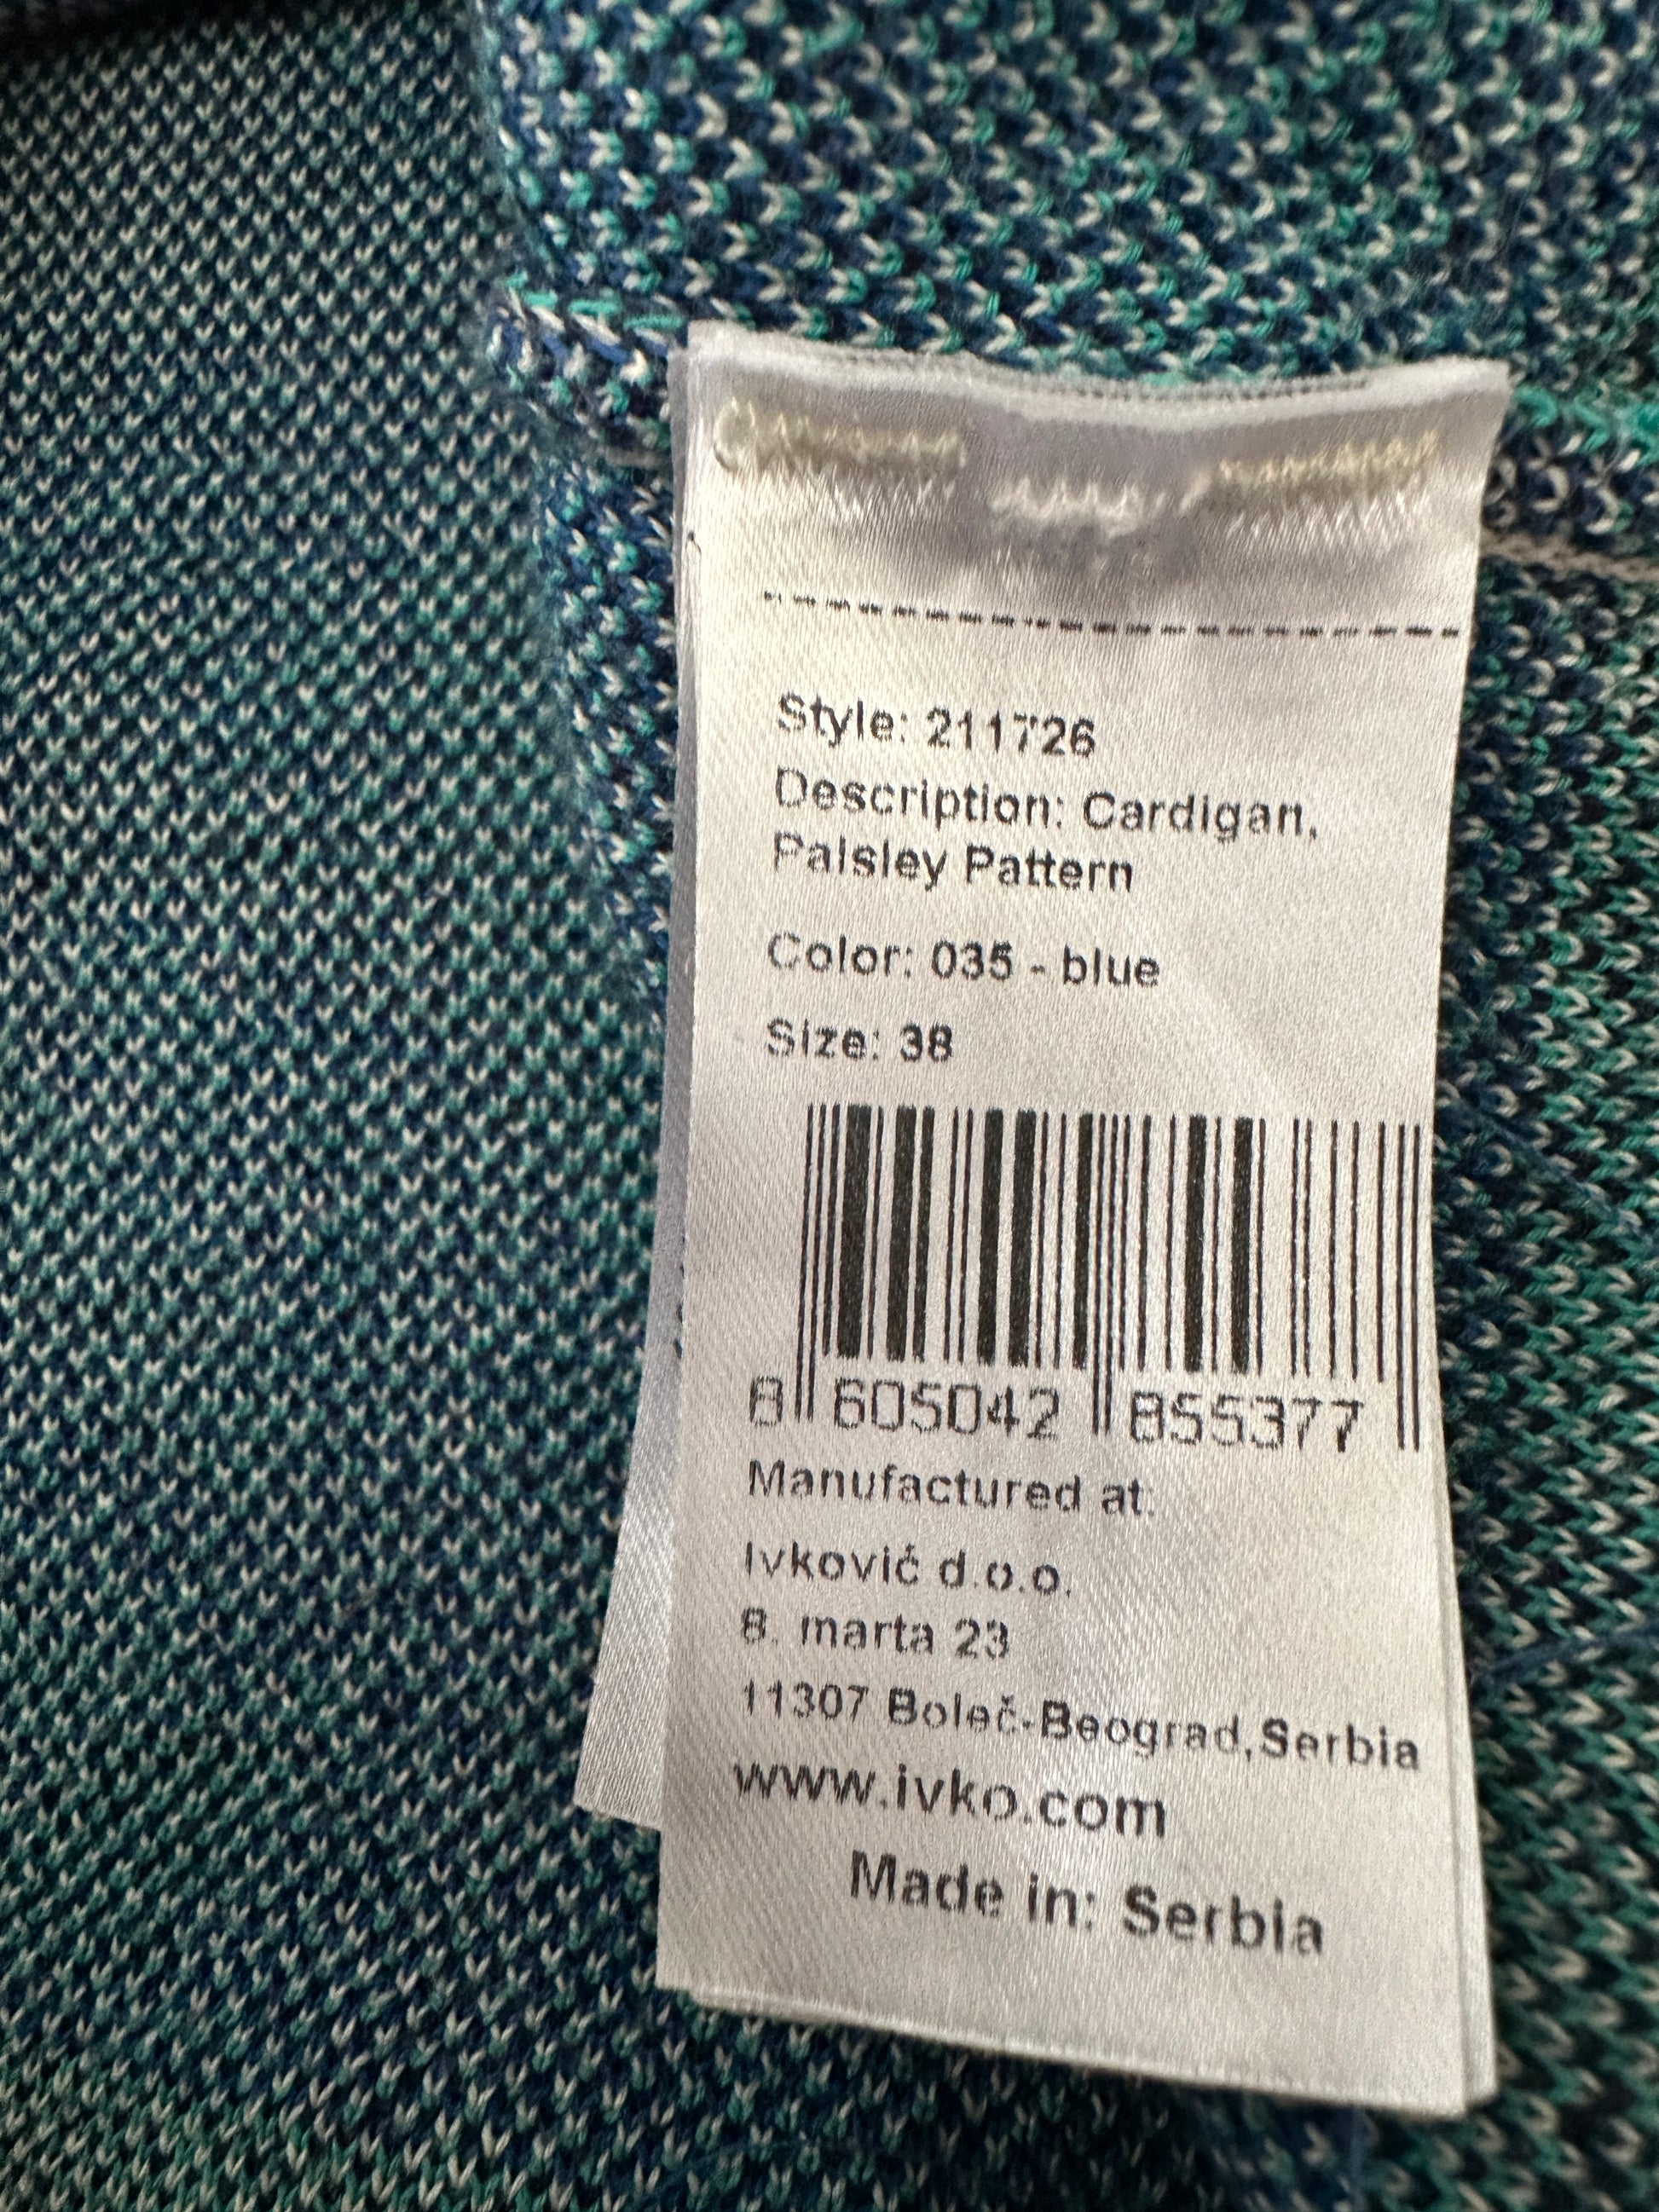 Style: 211726
Description: Cardigan,
Paisley Pattern
Color: 035 - blue
Size: 38
8 605042 855377
Manufactured at:
Ivković d.o.o.
8. marta 23
11307 Boleč-Beograd,Serbia
www.ivko.com
Made in: Serbia